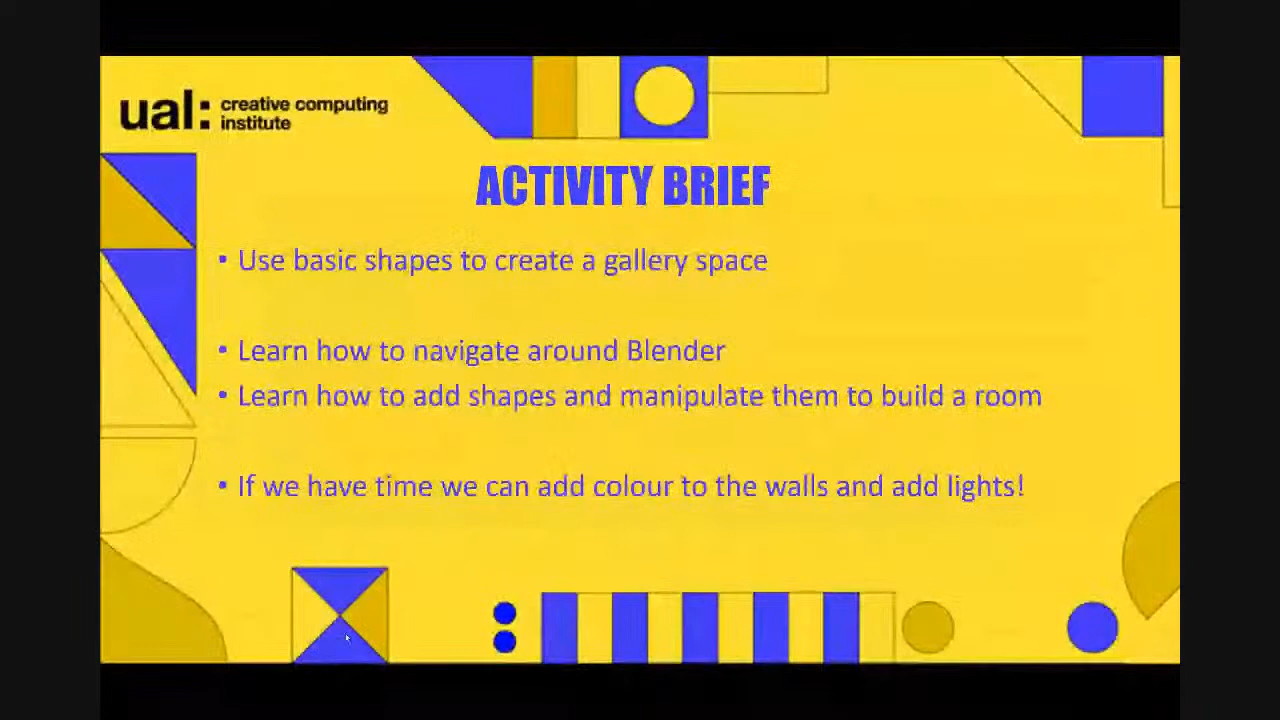 ual: creative computing
institute
ACTIVITY BRIEF
• Use basic shapes to create a gallery space
• Learn how to navigate around Blender
• Learn how to add shapes and manipulate them to build a room
• If we have time we can add colour to the walls and add lights!